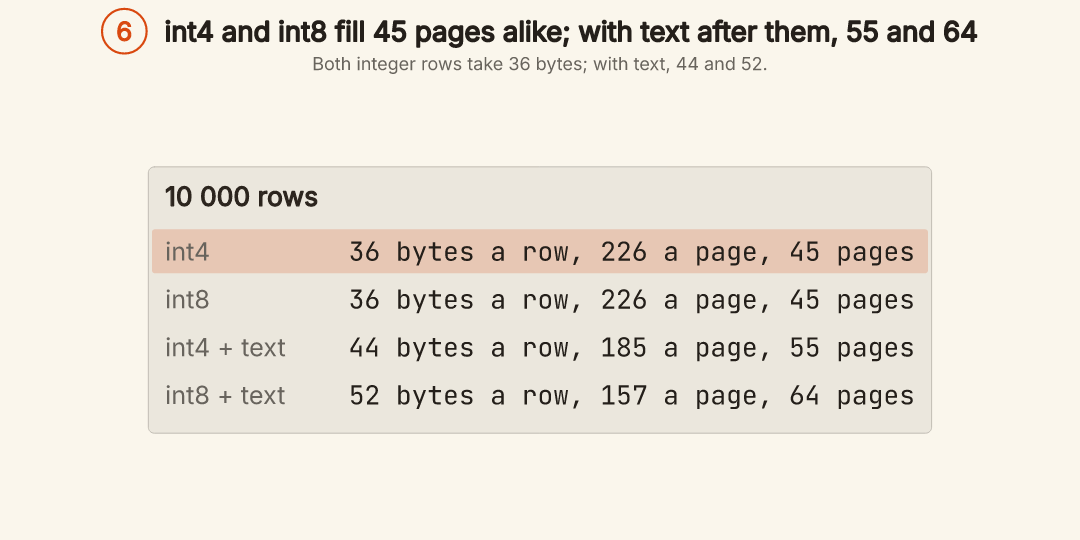 6 int4 and int8 fill 45 pages alike; with text after them, 55 and 64
Both integer rows take 36 bytes; with text, 44 and 52.
10 000 rows
int4 36 bytes a row, 226 a page, 45 pages
int8 36 bytes a row, 226 a page, 45 pages
int4 + text 44 bytes a row, 185 a page, 55 pages
int8 + text 52 bytes a row, 157 a page, 64 pages